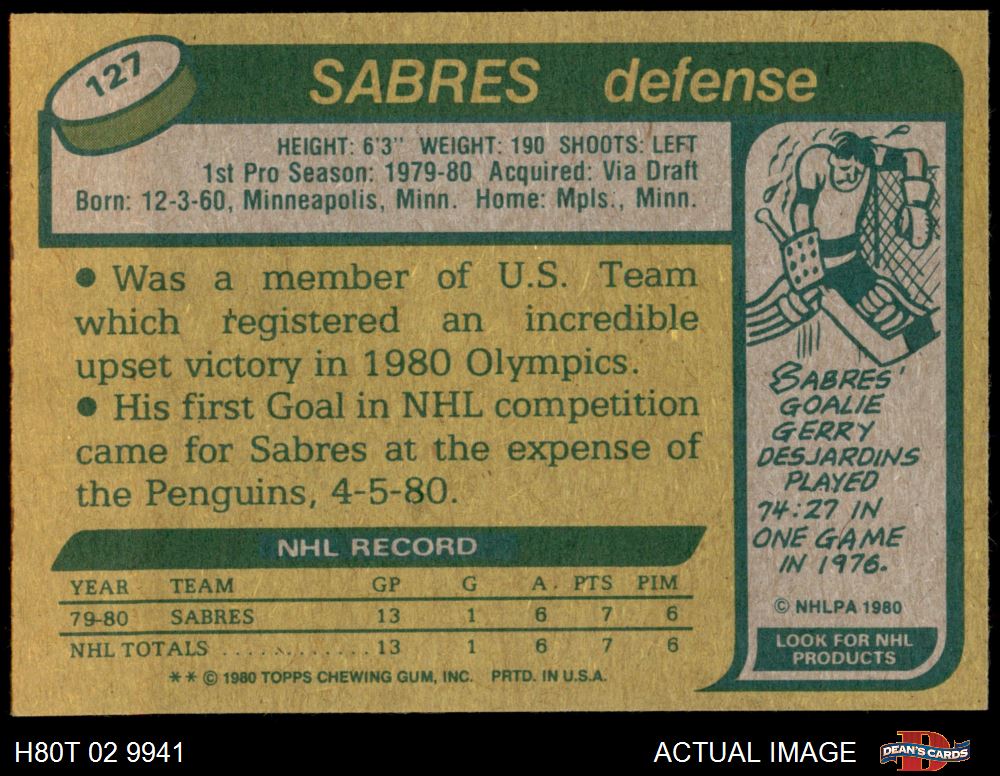 127
SABRES defense
HEIGHT: 6'3" WEIGHT: 190 SHOOTS: LEFT
1st Pro Season: 1979-80 Acquired: Via Draft
Born: 12-3-60, Minneapolis, Minn. Home: Mpls., Minn.
● Was a member of U.S. Team
which registered an incredible
upset victory in 1980 Olympics.
● His first Goal in NHL competition
came for Sabres at the expense of
the Penguins, 4-5-80.
NHL RECORD
YEAR TEAM GP G A. PTS PIM
79-80 SABRES 13 1 6 7 6
NHL TOTALS ............ 13 1 6 7 6
** © 1980 TOPPS CHEWING GUM, INC. PRTD. IN U.S.A.
SABRES'
GOALIE
GERRY
DESJARDINS
PLAYED
74:27 IN
ONE GAME
IN 1976.
© NHLPA 1980
LOOK FOR NHL
PRODUCTS
H80T 02 9941
ACTUAL IMAGE
D
DEAN'S CARDS